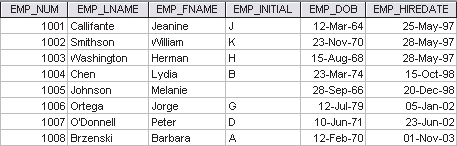 EMP_NUM EMP_LNAME EMP_FNAME EMP_INITIAL EMP_DOB EMP_HIREDATE
1001 Callifante Jeanine J 12-Mar-64 25-May-97
1002 Smithson William K 23-Nov-70 28-May-97
1003 Washington Herman H 15-Aug-68 28-May-97
1004 Chen Lydia B 23-Mar-74 15-Oct-98
1005 Johnson Melanie 28-Sep-66 20-Dec-98
1006 Ortega Jorge G 12-Jul-79 05-Jan-02
1007 O'Donnell Peter D 10-Jun-71 23-Jun-02
1008 Brzenski Barbara A 12-Feb-70 01-Nov-03